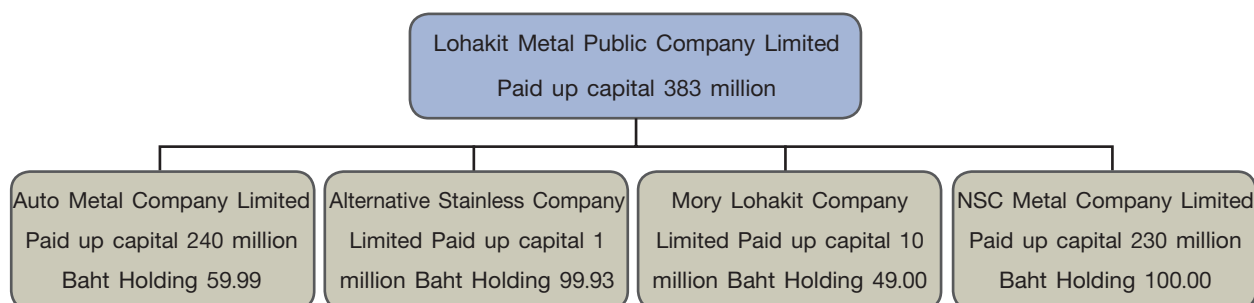 Lohakit Metal Public Company Limited
Paid up capital 383 million
Auto Metal Company Limited
Paid up capital 240 million
Baht Holding 59.99
Alternative Stainless Company
Limited Paid up capital 1
million Baht Holding 99.93
Mory Lohakit Company
Limited Paid up capital 10
million Baht Holding 49.00
NSC Metal Company Limited
Paid up capital 230 million
Baht Holding 100.00